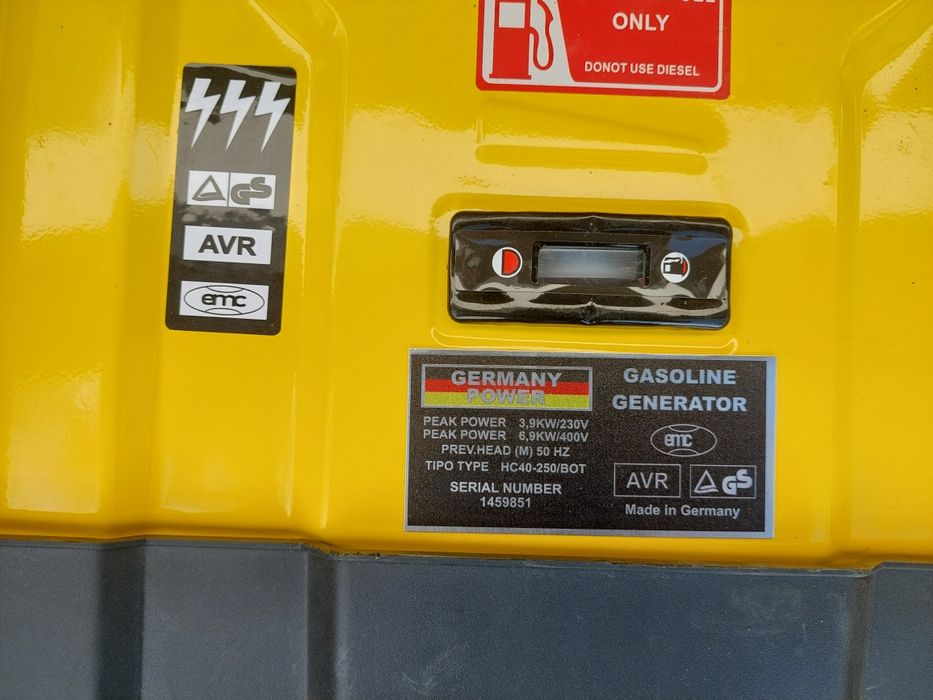 ONLY
DONOT USE DIESEL
GS
AVR
emc
GERMANY
POWER
PEAK POWER 3,9KW/230V
PEAK POWER 6,9KW/400V
PREV.HEAD (M) 50 HZ
TIPO TYPE HC40-250/BOT
SERIAL NUMBER
1459851
GASOLINE
GENERATOR
emc
AVR GS
Made in Germany